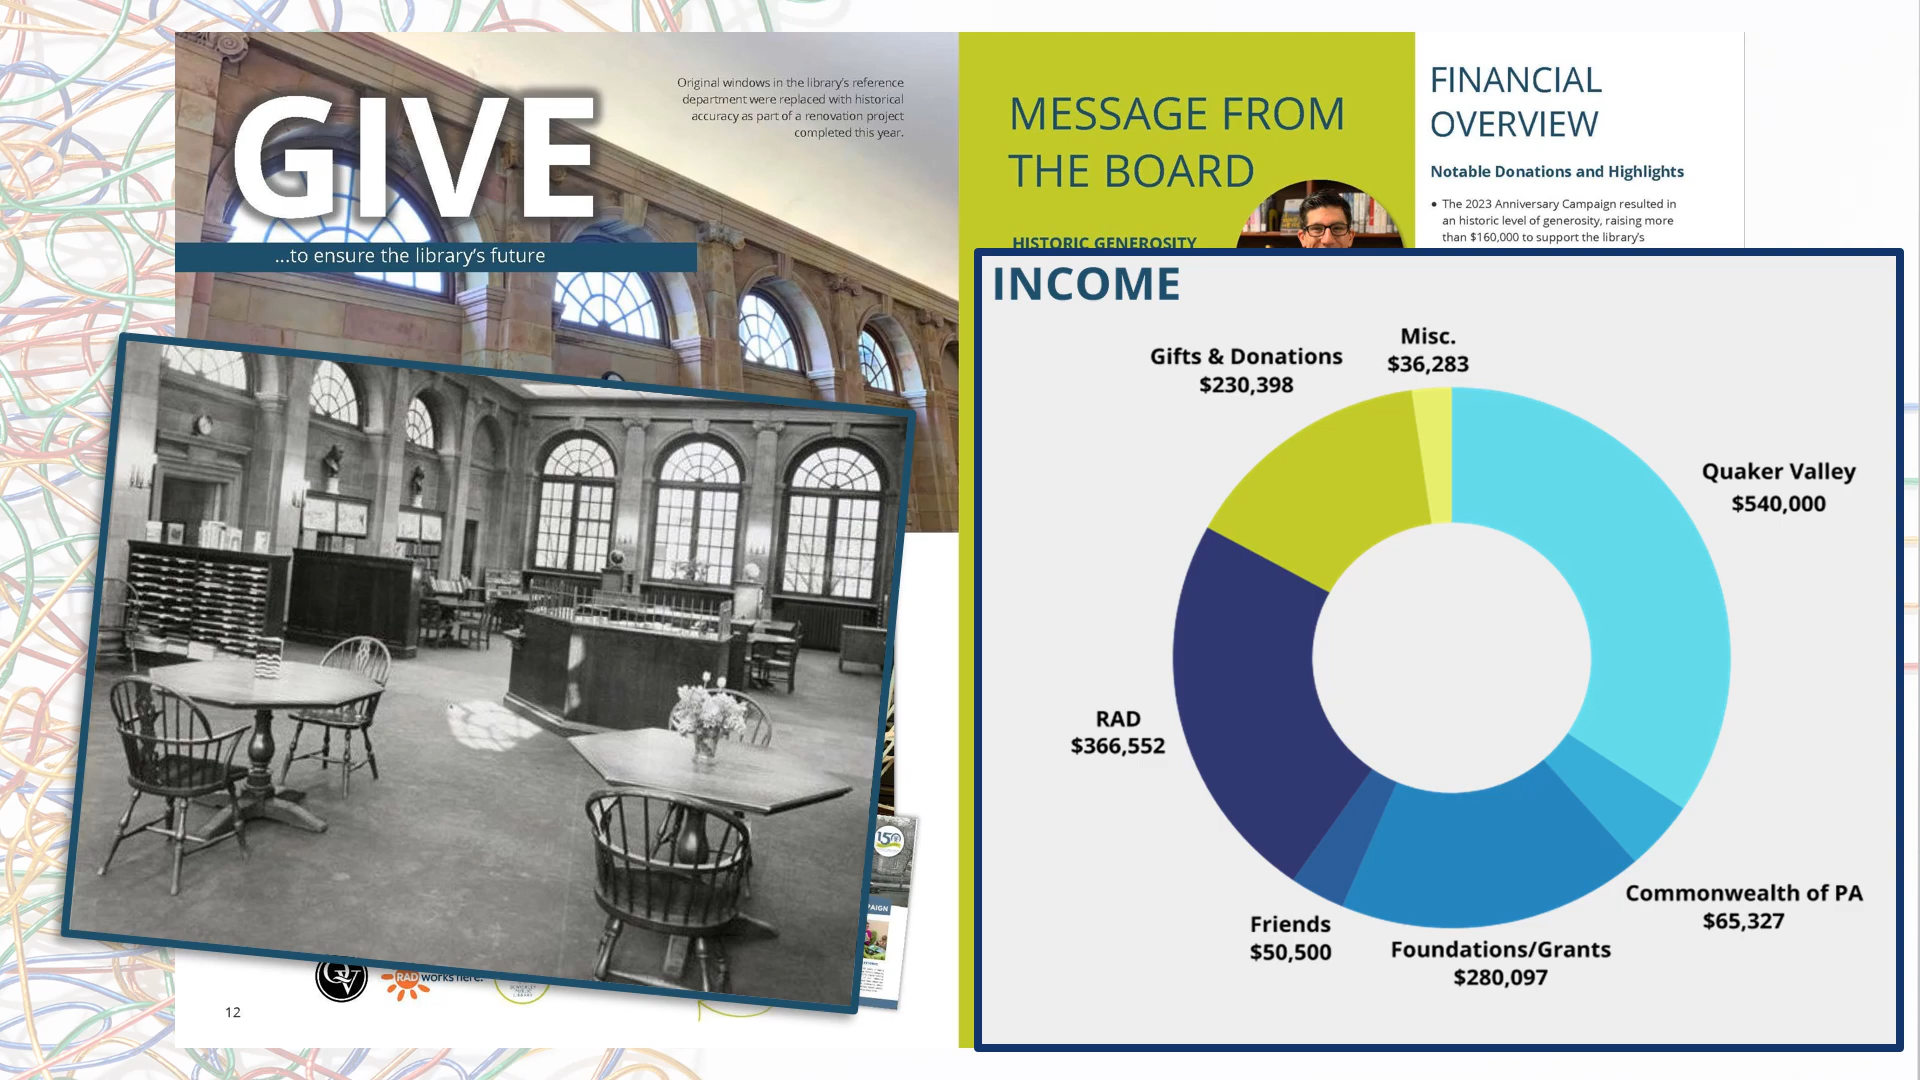 GIVE
...to ensure the library's future
Original windows in the library's reference
department were replaced with historical
accuracy as part of a renovation project
completed this year.
MESSAGE FROM
THE BOARD
HISTORIC GENEROSITY
FINANCIAL
OVERVIEW
Notable Donations and Highlights
• The 2023 Anniversary Campaign resulted in
an historic level of generosity, raising more
than $160,000 to support the library's
INCOME
Misc.
$36,283
Gifts & Donations
$230,398
Quaker Valley
$540,000
RAD
$366,552
Commonwealth of PA
$65,327
Friends
$50,500
Foundations/Grants
$280,097
150
QV
RAD works here.
12